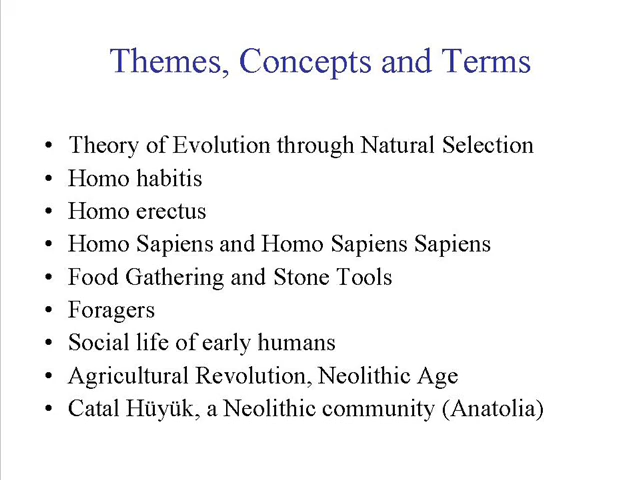 Themes, Concepts and Terms
• Theory of Evolution through Natural Selection
• Homo habitis
• Homo erectus
• Homo Sapiens and Homo Sapiens Sapiens
• Food Gathering and Stone Tools
• Foragers
• Social life of early humans
• Agricultural Revolution, Neolithic Age
• Catal Hüyük, a Neolithic community (Anatolia)